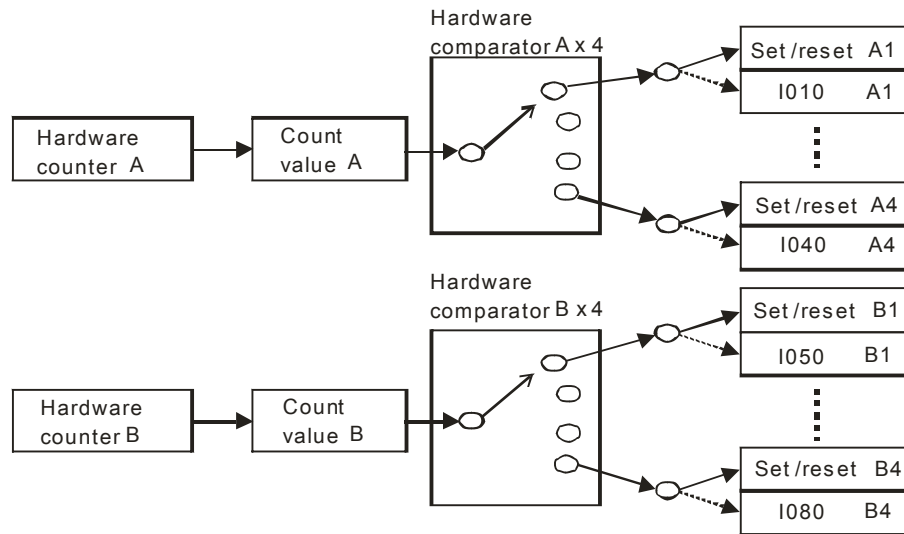 Hardware
comparator A x 4
Set/reset A1
I010 A1
Hardware
counter A
Count
value A
Set/reset A4
I040 A4
Hardware
comparator B x 4
Set/reset B1
I050 B1
Hardware
counter B
Count
value B
Set/reset B4
I080 B4